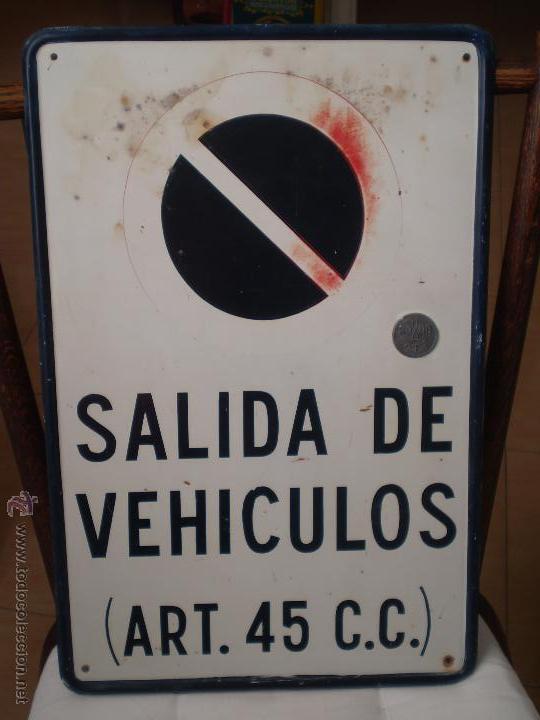 SALIDA DE
VEHICULOS
(ART. 45 C.C.)
www.todocoleccion.net